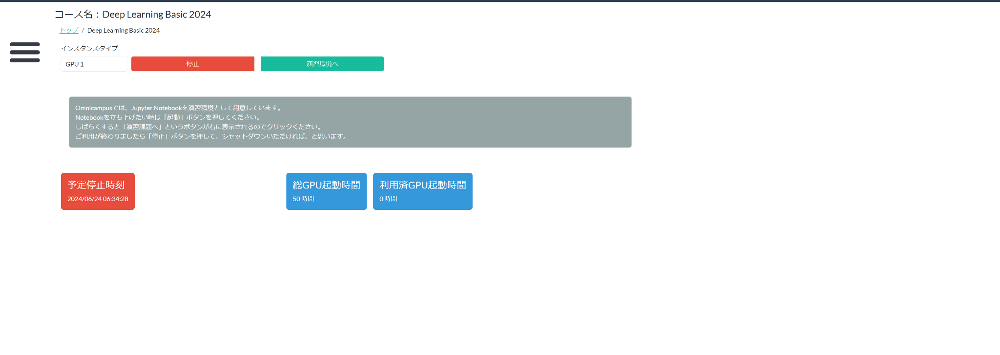 コース名：Deep Learning Basic 2024
トップ / Deep Learning Basic 2024
インスタンスタイプ
GPU 1 停止 演習環境へ
Omnicampusでは、Jupyter Notebookを演習環境として用意しています。
Notebookを立ち上げたい時は「起動」ボタンを押してください。
しばらくすると「演習課題へ」というボタンが右に表示されるのでクリックください。
ご利用が終わりましたら「停止」ボタンを押して、シャットダウンいただければ、と思います。
予定停止時刻 総GPU起動時間 利用済GPU起動時間
2024/06/24 06:34:28 50 時間 0 時間